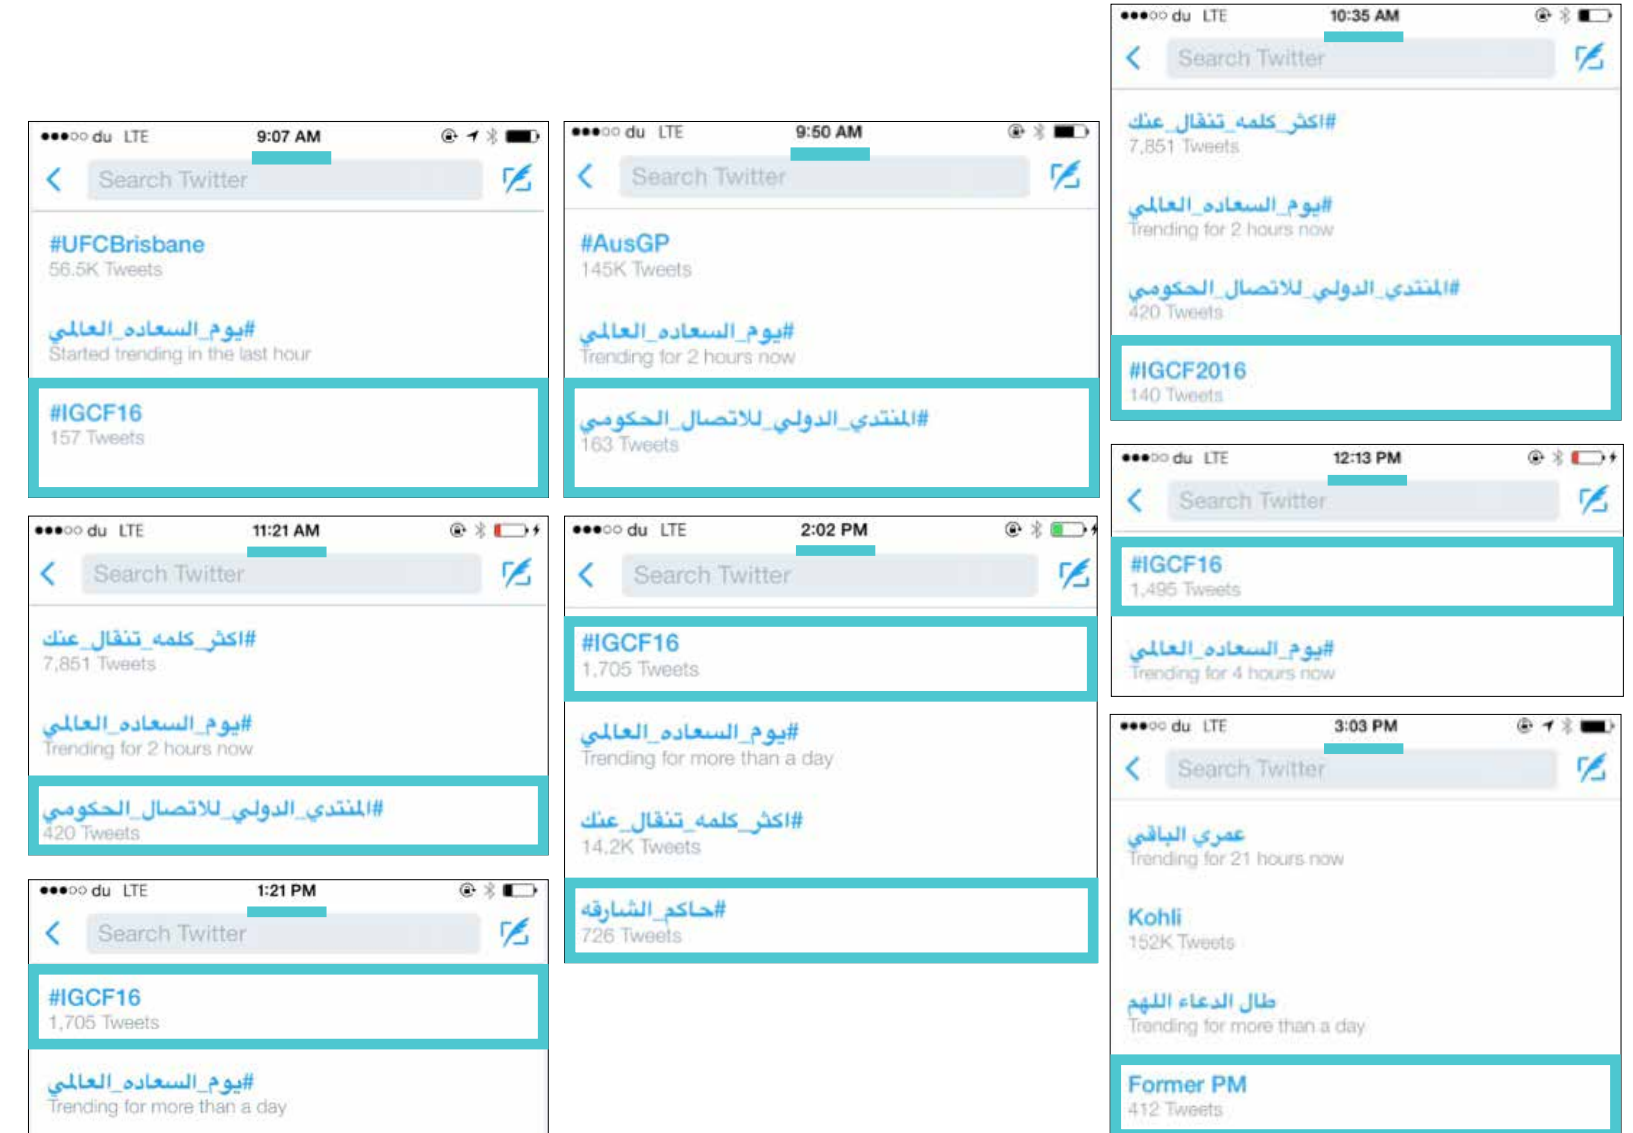 du LTE 9:07 AM
Search Twitter
#UFCBrisbane
56.5K Tweets
#يوم_السعاده_العالمي
Started trending in the last hour
#IGCF16
157 Tweets
du LTE 9:50 AM
Search Twitter
#AusGP
145K Tweets
#يوم_السعاده_العالمي
Trending for 2 hours now
#المنتدي_الدولي_للاتصال_الحكومي
163 Tweets
du LTE 10:35 AM
Search Twitter
#اكثر_كلمه_تنقال_عنك
7,851 Tweets
#يوم_السعاده_العالمي
Trending for 2 hours now
#المنتدي_الدولي_للاتصال_الحكومي
420 Tweets
#IGCF2016
140 Tweets
du LTE 11:21 AM
Search Twitter
#اكثر_كلمه_تنقال_عنك
7,851 Tweets
#يوم_السعاده_العالمي
Trending for 2 hours now
#المنتدي_الدولي_للاتصال_الحكومي
420 Tweets
du LTE 12:13 PM
Search Twitter
#IGCF16
1,495 Tweets
#يوم_السعاده_العالمي
Trending for 4 hours now
du LTE 1:21 PM
Search Twitter
#IGCF16
1,705 Tweets
#يوم_السعاده_العالمي
Trending for more than a day
du LTE 2:02 PM
Search Twitter
#IGCF16
1,705 Tweets
#يوم_السعاده_العالمي
Trending for more than a day
#اكثر_كلمه_تنقال_عنك
14.2K Tweets
#حاكم_الشارقه
726 Tweets
du LTE 3:03 PM
Search Twitter
عمري الباقي
Trending for 21 hours now
Kohli
152K Tweets
طال الدعاء اللهم
Trending for more than a day
Former PM
412 Tweets